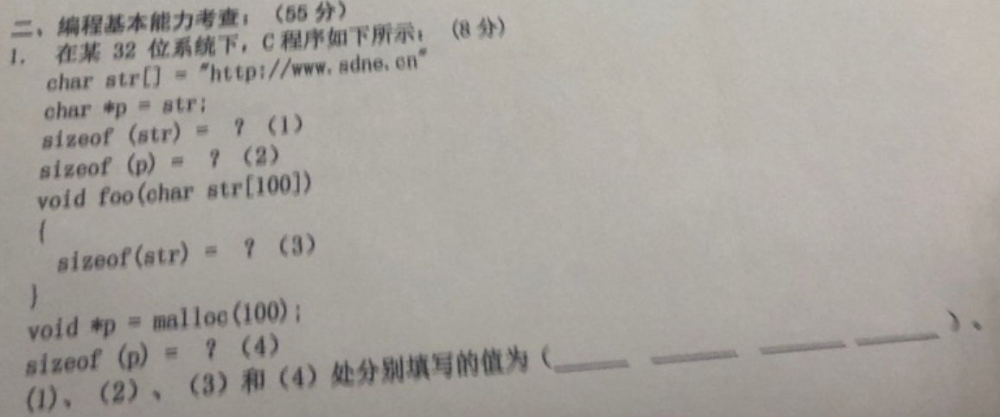 二、编程基本能力考查：（55 分）
1. 在某 32 位系统下，C 程序如下所示：（8 分）
char str[] = "http://www.sdne.cn"
char *p = str;
sizeof (str) = ？（1）
sizeof (p) = ？（2）
void foo(char str[100])
{
sizeof(str) = ？（3）
}
void *p = malloc(100);
sizeof (p) = ？（4）
(1)、（2）、（3）和（4）处分别填写的值为（____ ____ ____ ____）、